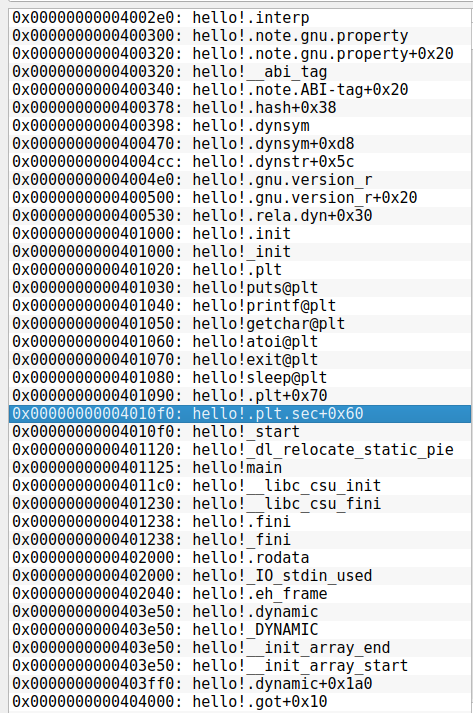 0x00000000004002e0: hello!.interp
0x0000000000400300: hello!.note.gnu.property
0x0000000000400320: hello!.note.gnu.property+0x20
0x0000000000400320: hello!__abi_tag
0x0000000000400340: hello!.note.ABI-tag+0x20
0x0000000000400378: hello!.hash+0x38
0x0000000000400398: hello!.dynsym
0x0000000000400470: hello!.dynsym+0xd8
0x00000000004004cc: hello!.dynstr+0x5c
0x00000000004004e0: hello!.gnu.version_r
0x0000000000400500: hello!.gnu.version_r+0x20
0x0000000000400530: hello!.rela.dyn+0x30
0x0000000000401000: hello!.init
0x0000000000401000: hello!_init
0x0000000000401020: hello!.plt
0x0000000000401030: hello!puts@plt
0x0000000000401040: hello!printf@plt
0x0000000000401050: hello!getchar@plt
0x0000000000401060: hello!atoi@plt
0x0000000000401070: hello!exit@plt
0x0000000000401080: hello!sleep@plt
0x0000000000401090: hello!.plt+0x70
0x00000000004010f0: hello!.plt.sec+0x60
0x00000000004010f0: hello!_start
0x0000000000401120: hello!_dl_relocate_static_pie
0x0000000000401125: hello!main
0x00000000004011c0: hello!__libc_csu_init
0x0000000000401230: hello!__libc_csu_fini
0x0000000000401238: hello!.fini
0x0000000000401238: hello!_fini
0x0000000000402000: hello!.rodata
0x0000000000402000: hello!_IO_stdin_used
0x0000000000402040: hello!.eh_frame
0x0000000000403e50: hello!.dynamic
0x0000000000403e50: hello!_DYNAMIC
0x0000000000403e50: hello!__init_array_end
0x0000000000403e50: hello!__init_array_start
0x0000000000403ff0: hello!.dynamic+0x1a0
0x0000000000404000: hello!.got+0x10